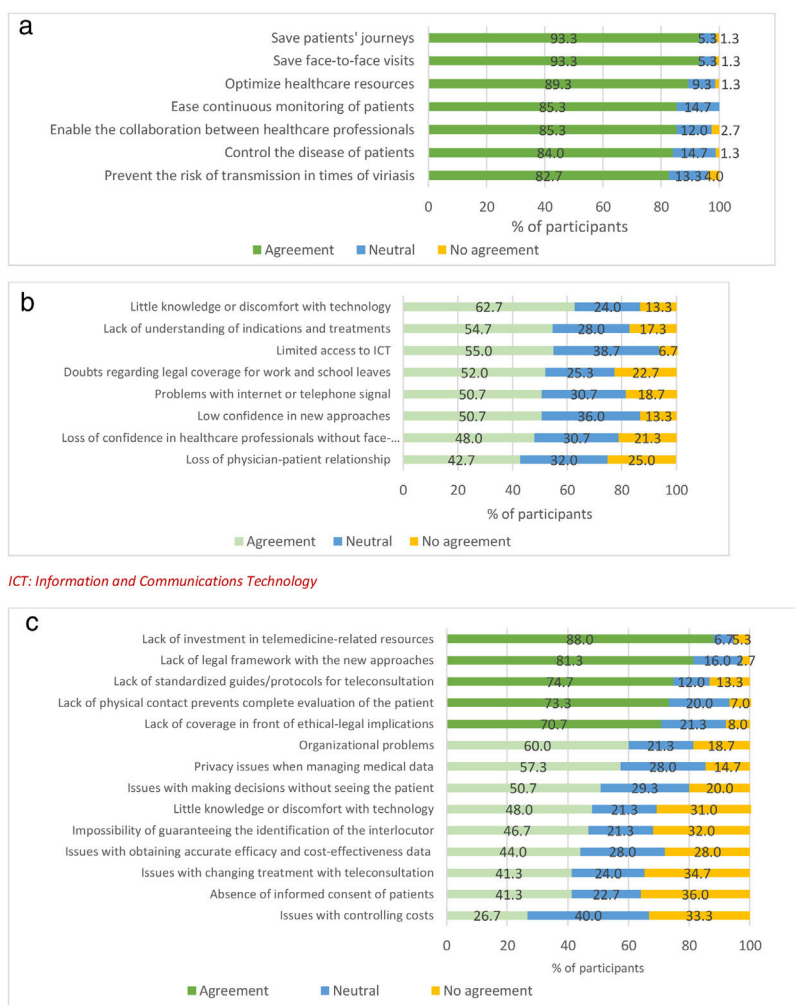 a
Save patients' journeys 93.3 5.3 1.3
Save face-to-face visits 93.3 5.3 1.3
Optimize healthcare resources 89.3 9.3 1.3
Ease continuous monitoring of patients 85.3 14.7
Enable the collaboration between healthcare professionals 85.3 12.0 2.7
Control the disease of patients 84.0 14.7 1.3
Prevent the risk of transmission in times of viriasis 82.7 13.3 4.0
0 20 40 60 80 100
% of participants
Agreement Neutral No agreement
b
Little knowledge or discomfort with technology 62.7 24.0 13.3
Lack of understanding of indications and treatments 54.7 28.0 17.3
Limited access to ICT 55.0 38.7 6.7
Doubts regarding legal coverage for work and school leaves 52.0 25.3 22.7
Problems with internet or telephone signal 50.7 30.7 18.7
Low confidence in new approaches 50.7 36.0 13.3
Loss of confidence in healthcare professionals without face-... 48.0 30.7 21.3
Loss of physician-patient relationship 42.7 32.0 25.0
0 20 40 60 80 100
% of participants
Agreement Neutral No agreement
ICT: Information and Communications Technology
c
Lack of investment in telemedicine-related resources 88.0 6.7 5.3
Lack of legal framework with the new approaches 81.3 16.0 2.7
Lack of standardized guides/protocols for teleconsultation 74.7 12.0 13.3
Lack of physical contact prevents complete evaluation of the patient 73.3 20.0 7.0
Lack of coverage in front of ethical-legal implications 70.7 21.3 8.0
Organizational problems 60.0 21.3 18.7
Privacy issues when managing medical data 57.3 28.0 14.7
Issues with making decisions without seeing the patient 50.7 29.3 20.0
Little knowledge or discomfort with technology 48.0 21.3 31.0
Impossibility of guaranteeing the identification of the interlocutor 46.7 21.3 32.0
Issues with obtaining accurate efficacy and cost-effectiveness data 44.0 28.0 28.0
Issues with changing treatment with teleconsultation 41.3 24.0 34.7
Absence of informed consent of patients 41.3 22.7 36.0
Issues with controlling costs 26.7 40.0 33.3
0 20 40 60 80 100
% of participants
Agreement Neutral No agreement